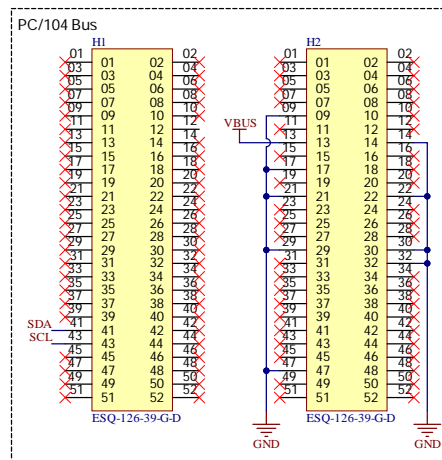 PC/104 Bus
H1 H2
01 01 02 02 01 01 02 02
03 03 04 04 03 03 04 04
05 05 06 06 05 05 06 06
07 07 08 08 07 07 08 08
09 09 10 10 09 09 10 10
11 11 12 12 11 11 12 12
13 13 14 14 VBUS 13 13 14 14
15 15 16 16 15 15 16 16
17 17 18 18 17 17 18 18
19 19 20 20 19 19 20 20
21 21 22 22 21 21 22 22
23 23 24 24 23 23 24 24
25 25 26 26 25 25 26 26
27 27 28 28 27 27 28 28
29 29 30 30 29 29 30 30
31 31 32 32 31 31 32 32
33 33 34 34 33 33 34 34
35 35 36 36 35 35 36 36
37 37 38 38 37 37 38 38
39 39 40 40 39 39 40 40
SDA 41 41 42 42 41 41 42 42
SCL 43 43 44 44 43 43 44 44
45 45 46 46 45 45 46 46
47 47 48 48 47 47 48 48
49 49 50 50 49 49 50 50
51 51 52 52 51 51 52 52
ESQ-126-39-G-D ESQ-126-39-G-D
GND GND